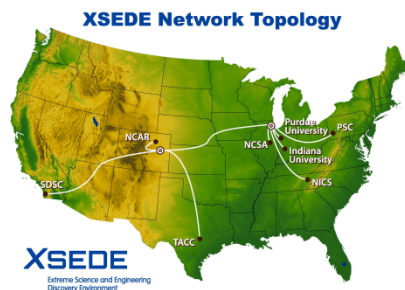 XSEDE Network Topology
Purdue
University
PSC
NCAR
NCSA
Indiana
University
SDSC
NICS
TACC
XSEDE
Extreme Science and Engineering
Discovery Environment